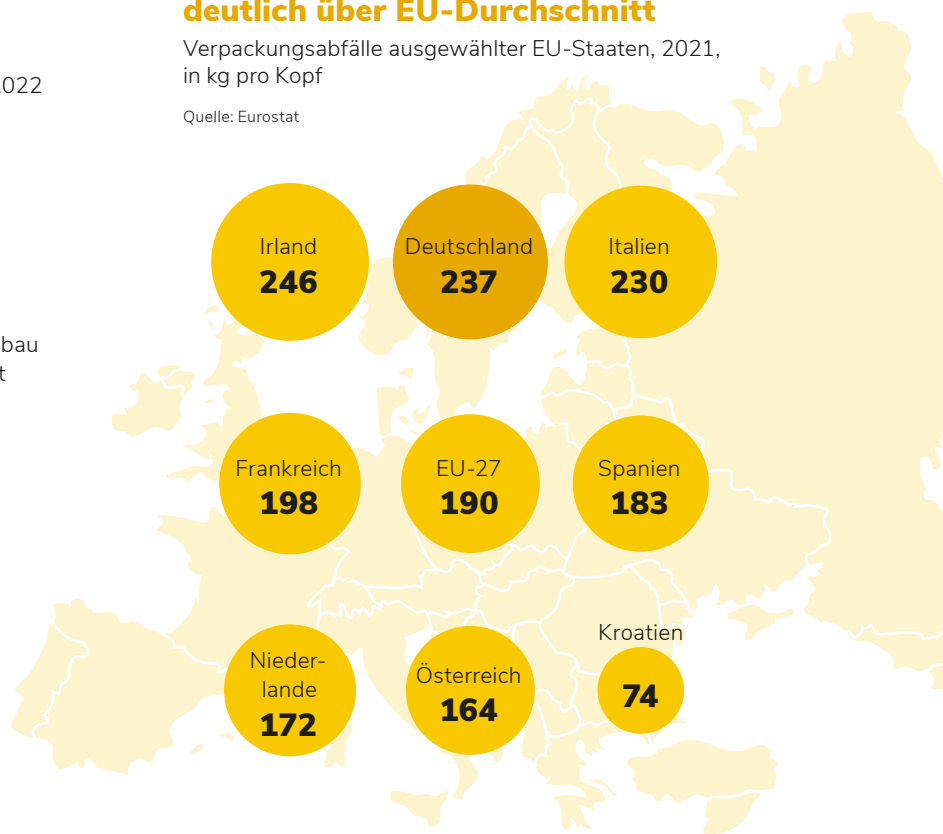 deutlich über EU-Durchschnitt
Verpackungsabfälle ausgewählter EU-Staaten, 2021,
in kg pro Kopf
Quelle: Eurostat
022
bau
t
Irland
246
Deutschland
237
Italien
230
Frankreich
198
EU-27
190
Spanien
183
Nieder-
lande
172
Österreich
164
Kroatien
74